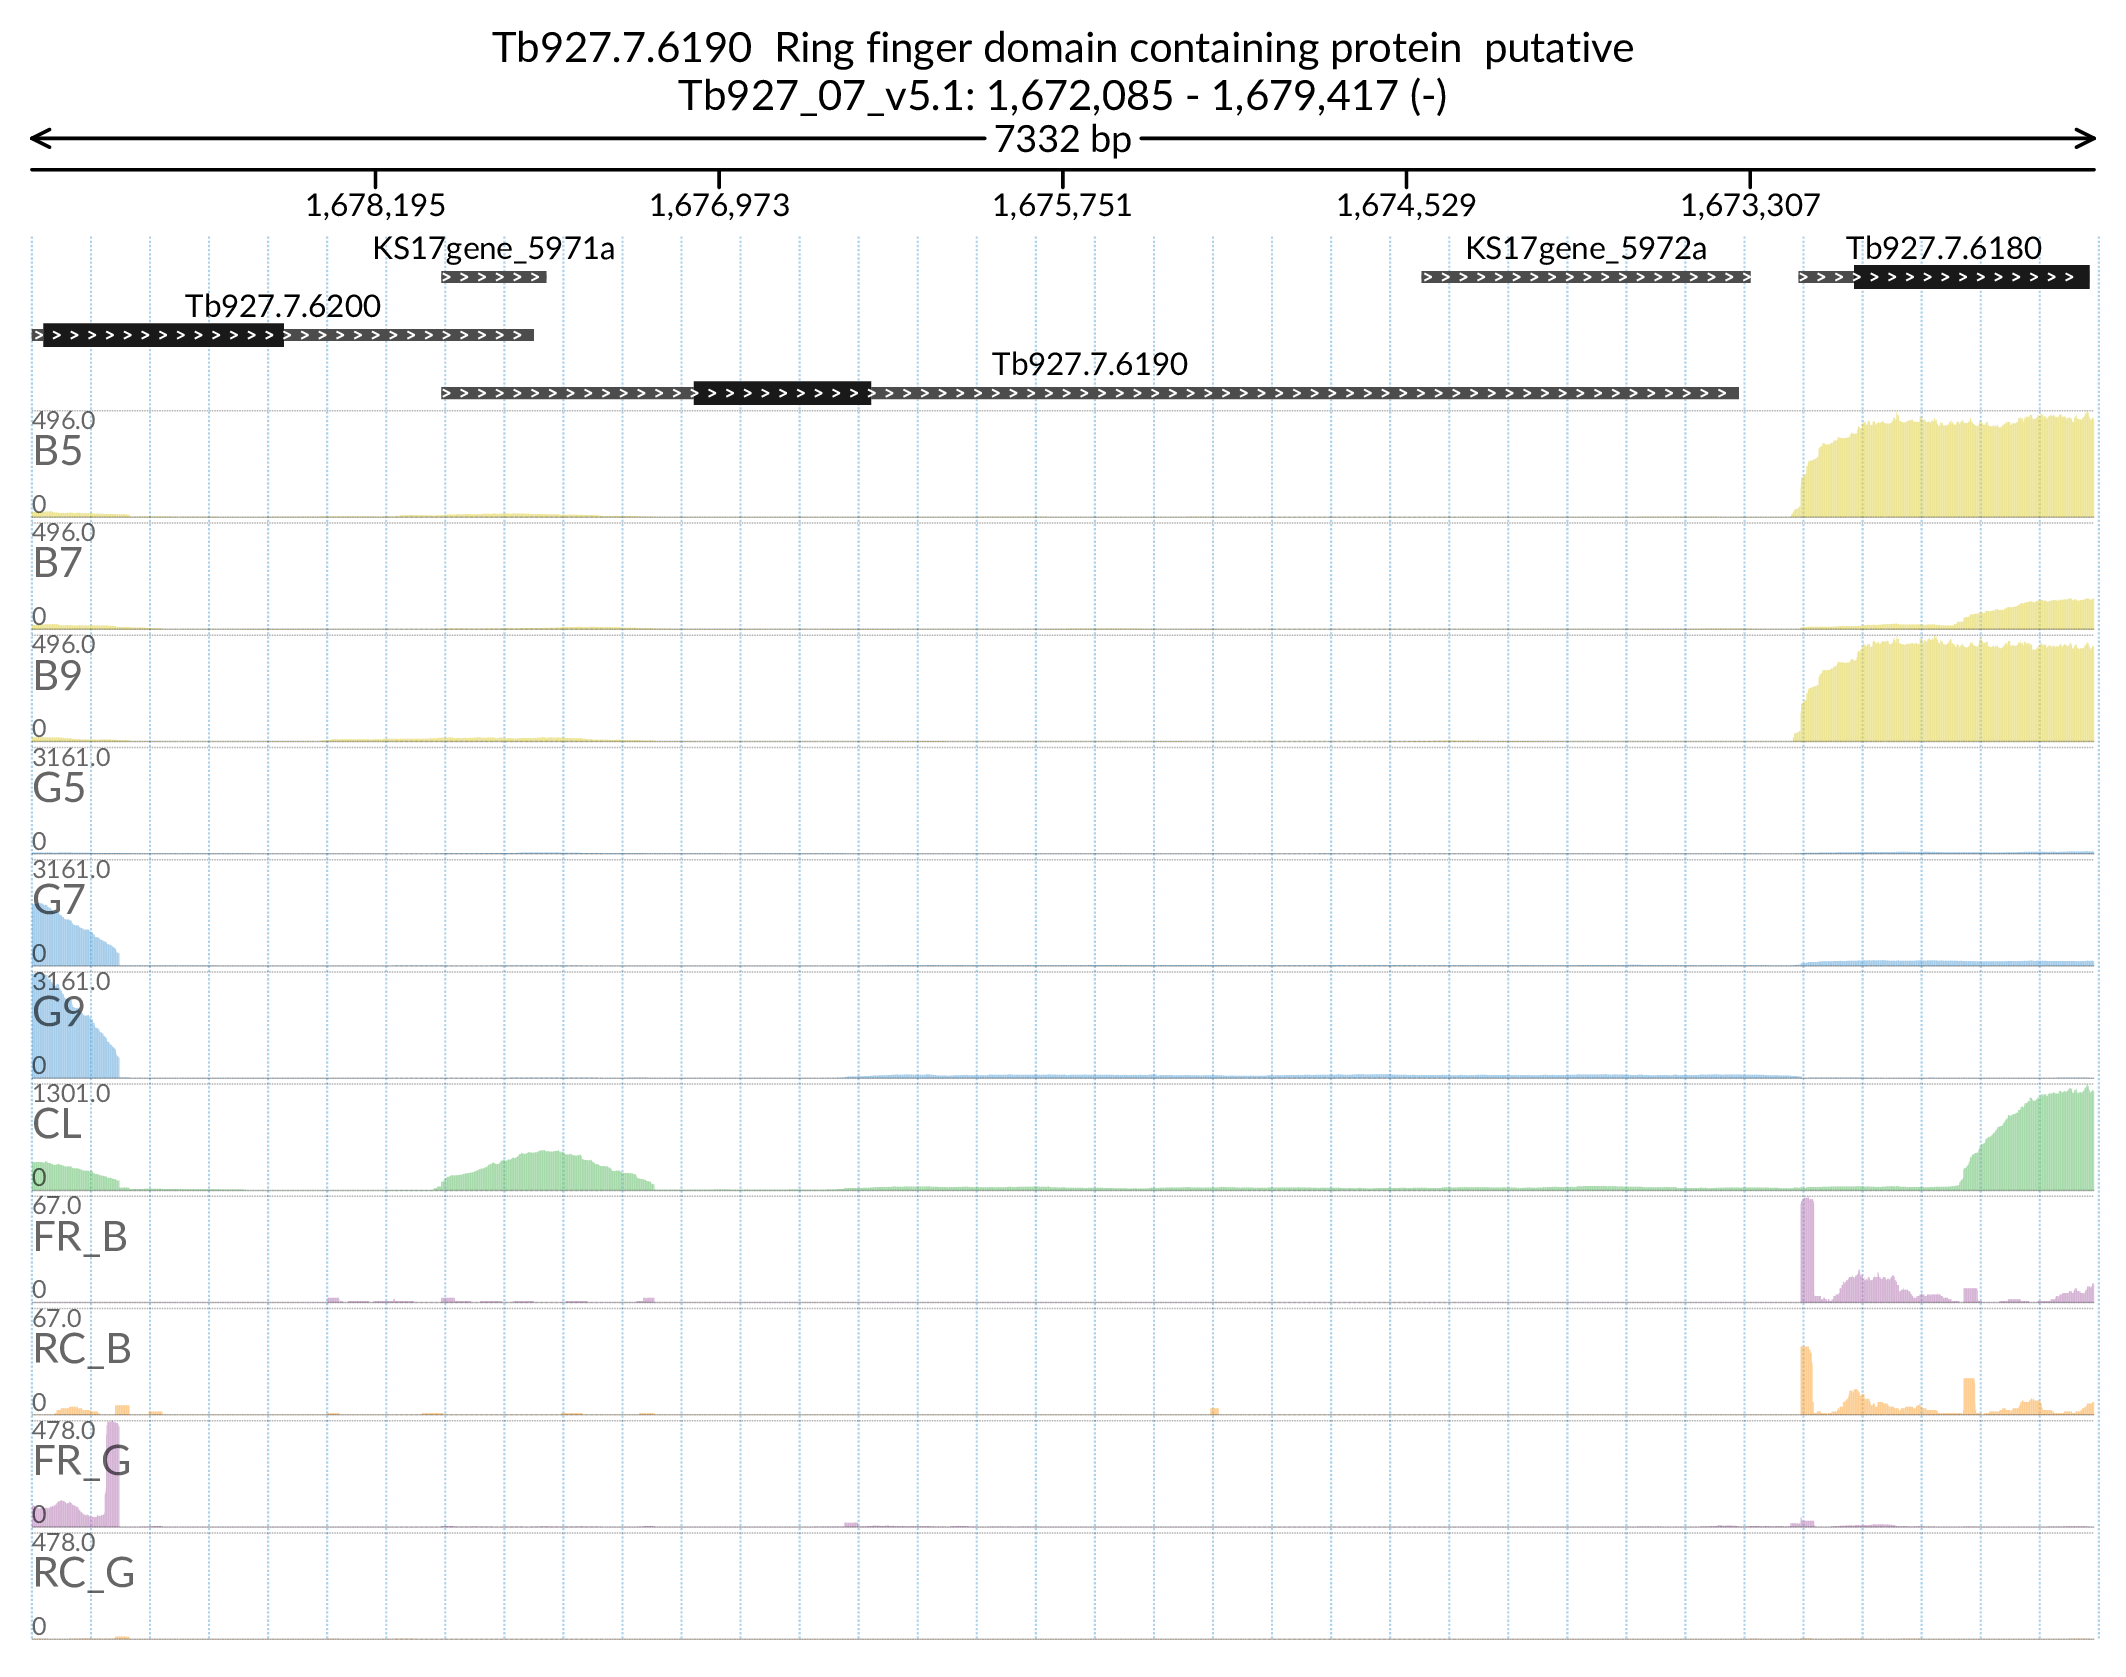 Tb927.7.6190  Ring finger domain containing protein  putative
Tb927_07_v5.1: 1,672,085 - 1,679,417 (-)
7332 bp
1,678,195 1,676,973 1,675,751 1,674,529 1,673,307
KS17gene_5971a KS17gene_5972a Tb927.7.6180
Tb927.7.6200
Tb927.7.6190
496.0
B5
0
496.0
B7
0
496.0
B9
0
3161.0
G5
0
3161.0
G7
0
3161.0
G9
0
1301.0
CL
0
67.0
FR_B
0
67.0
RC_B
0
478.0
FR_G
0
478.0
RC_G
0